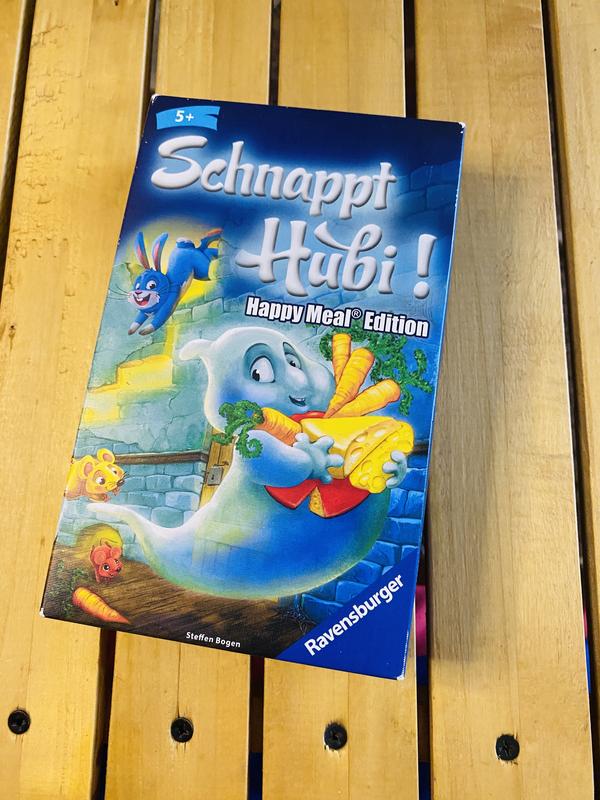 5+
Schnappt
Hubi!
Happy Meal® Edition
Steffen Bogen
Ravensburger